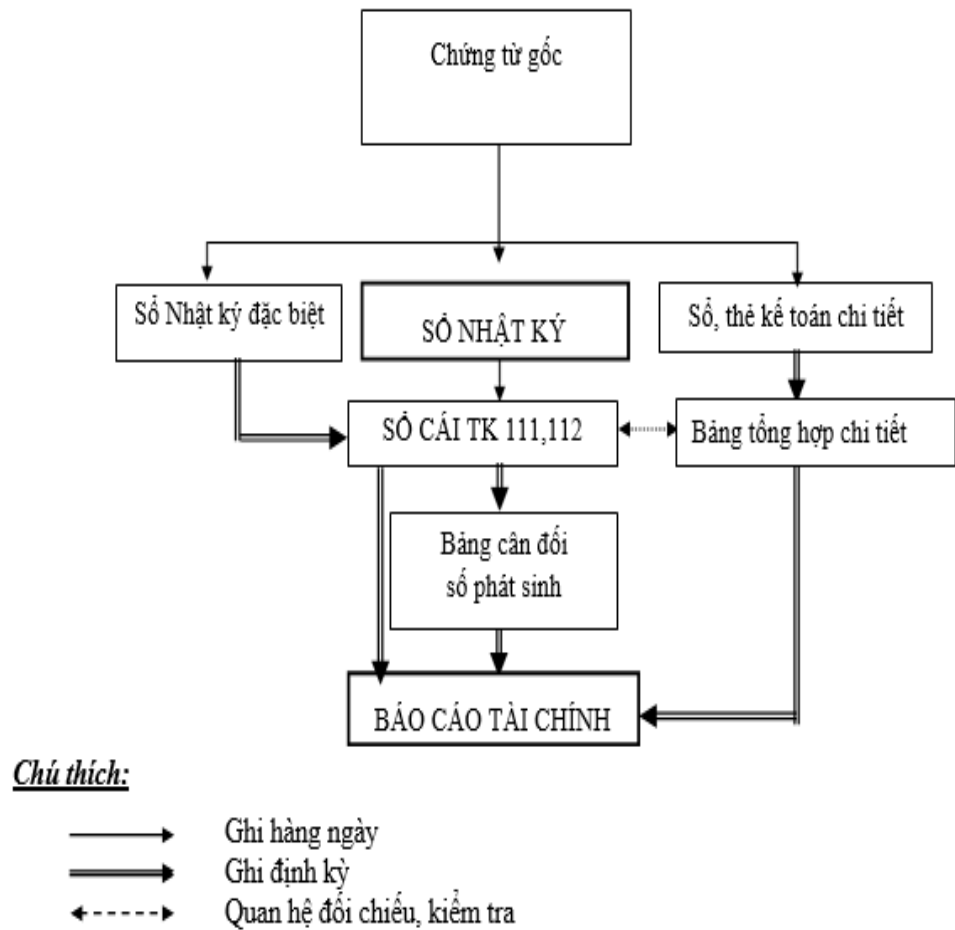 Chứng từ gốc
Sổ Nhật ký đặc biệt
SỔ NHẬT KÝ
Sổ, thẻ kế toán chi tiết
SỔ CÁI TK 111,112
Bảng tổng hợp chi tiết
Bảng cân đối
số phát sinh
BÁO CÁO TÀI CHÍNH
Chú thích:
Ghi hàng ngày
Ghi định kỳ
Quan hệ đối chiếu, kiểm tra